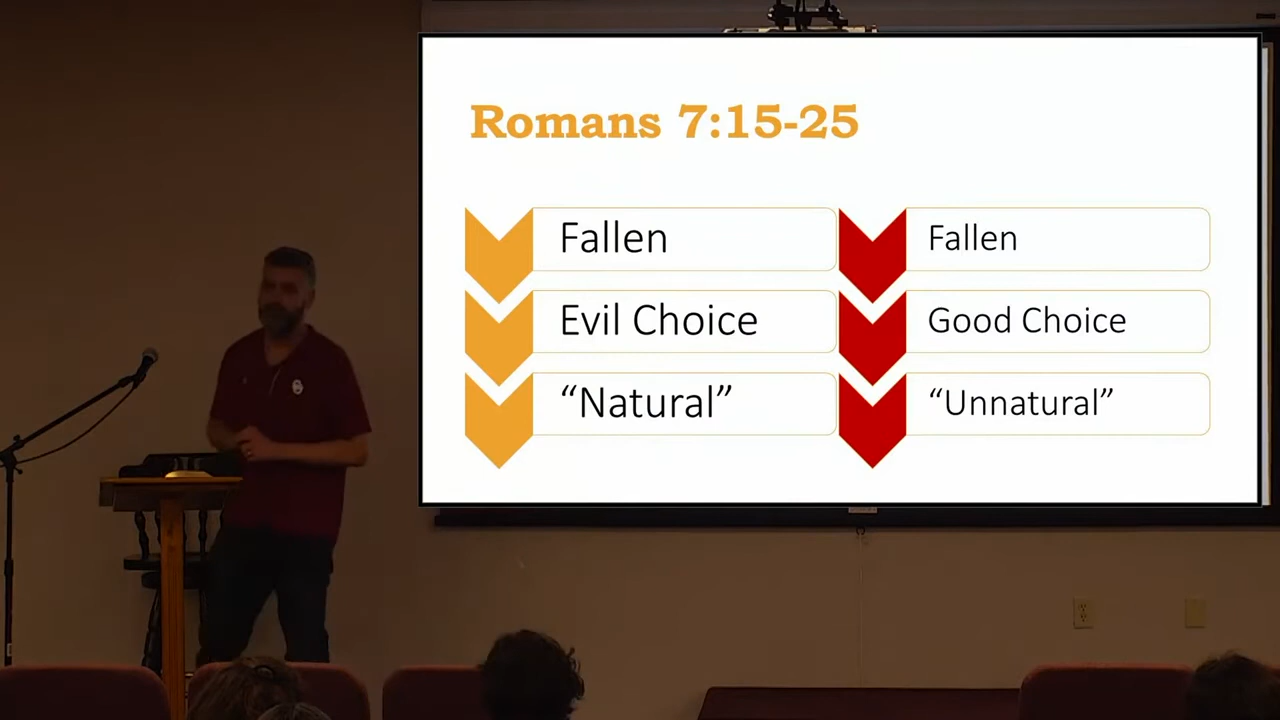 Romans 7:15-25
Fallen
Evil Choice
“Natural”
Fallen
Good Choice
“Unnatural”